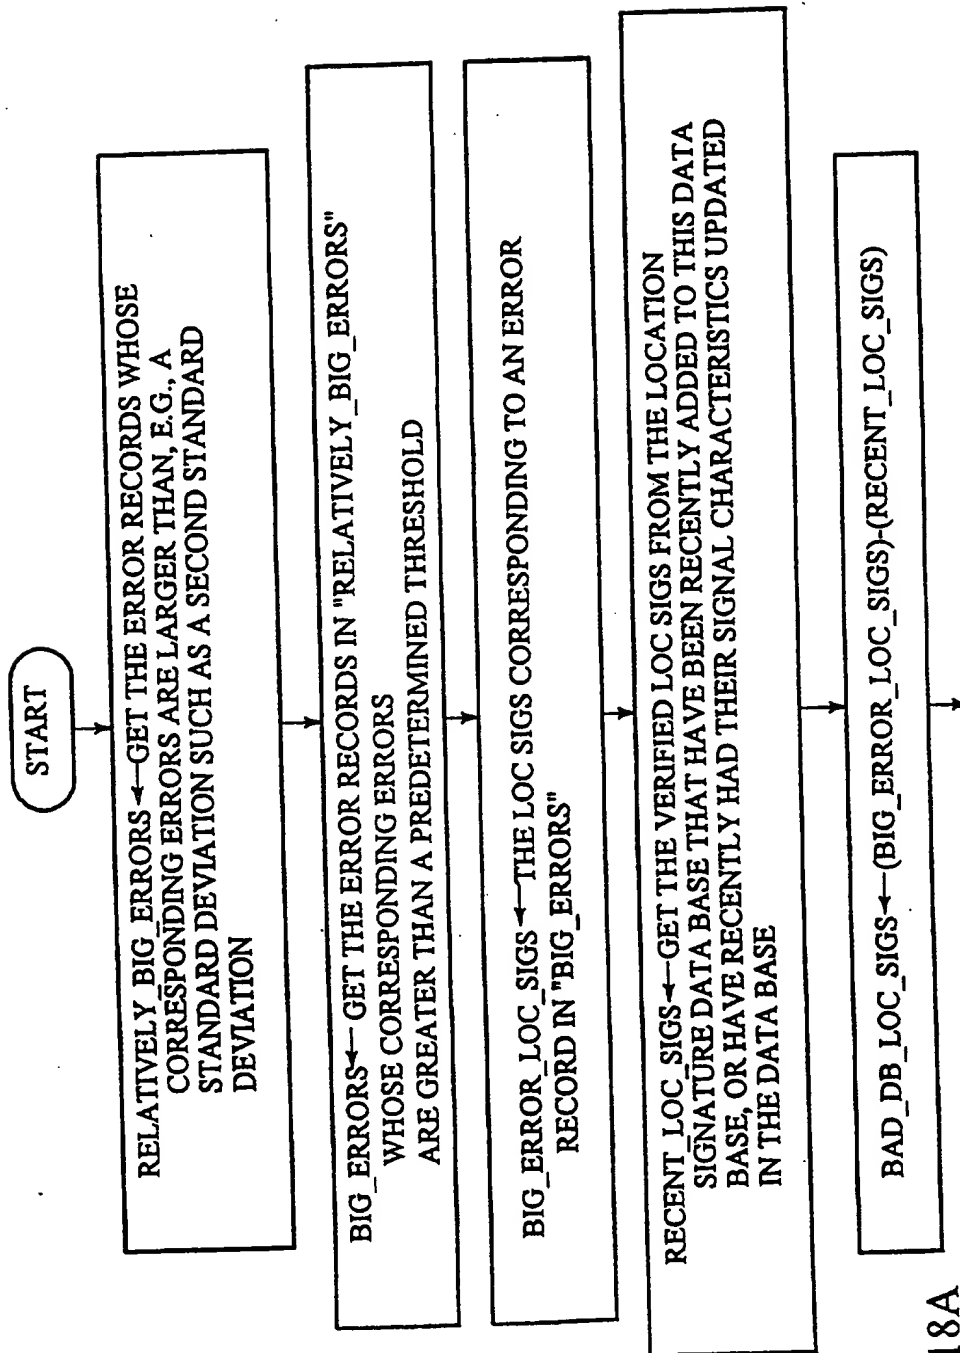 START
RELATIVELY_BIG_ERRORS ← GET THE ERROR RECORDS WHOSE
CORRESPONDING ERRORS ARE LARGER THAN, E.G., A
STANDARD DEVIATION SUCH AS A SECOND STANDARD
DEVIATION
BIG_ERRORS ← GET THE ERROR RECORDS IN "RELATIVELY_BIG_ERRORS"
WHOSE CORRESPONDING ERRORS
ARE GREATER THAN A PREDETERMINED THRESHOLD
BIG_ERROR_LOC_SIGS ← THE LOC SIGS CORRESPONDING TO AN ERROR
RECORD IN "BIG_ERRORS"
RECENT_LOC_SIGS ← GET THE VERIFIED LOC SIGS FROM THE LOCATION
SIGNATURE DATA BASE THAT HAVE BEEN RECENTLY ADDED TO THIS DATA
BASE, OR HAVE RECENTLY HAD THEIR SIGNAL CHARACTERISTICS UPDATED
IN THE DATA BASE
BAD_DB_LOC_SIGS ← (BIG_ERROR_LOC_SIGS)-(RECENT_LOC_SIGS)
18A